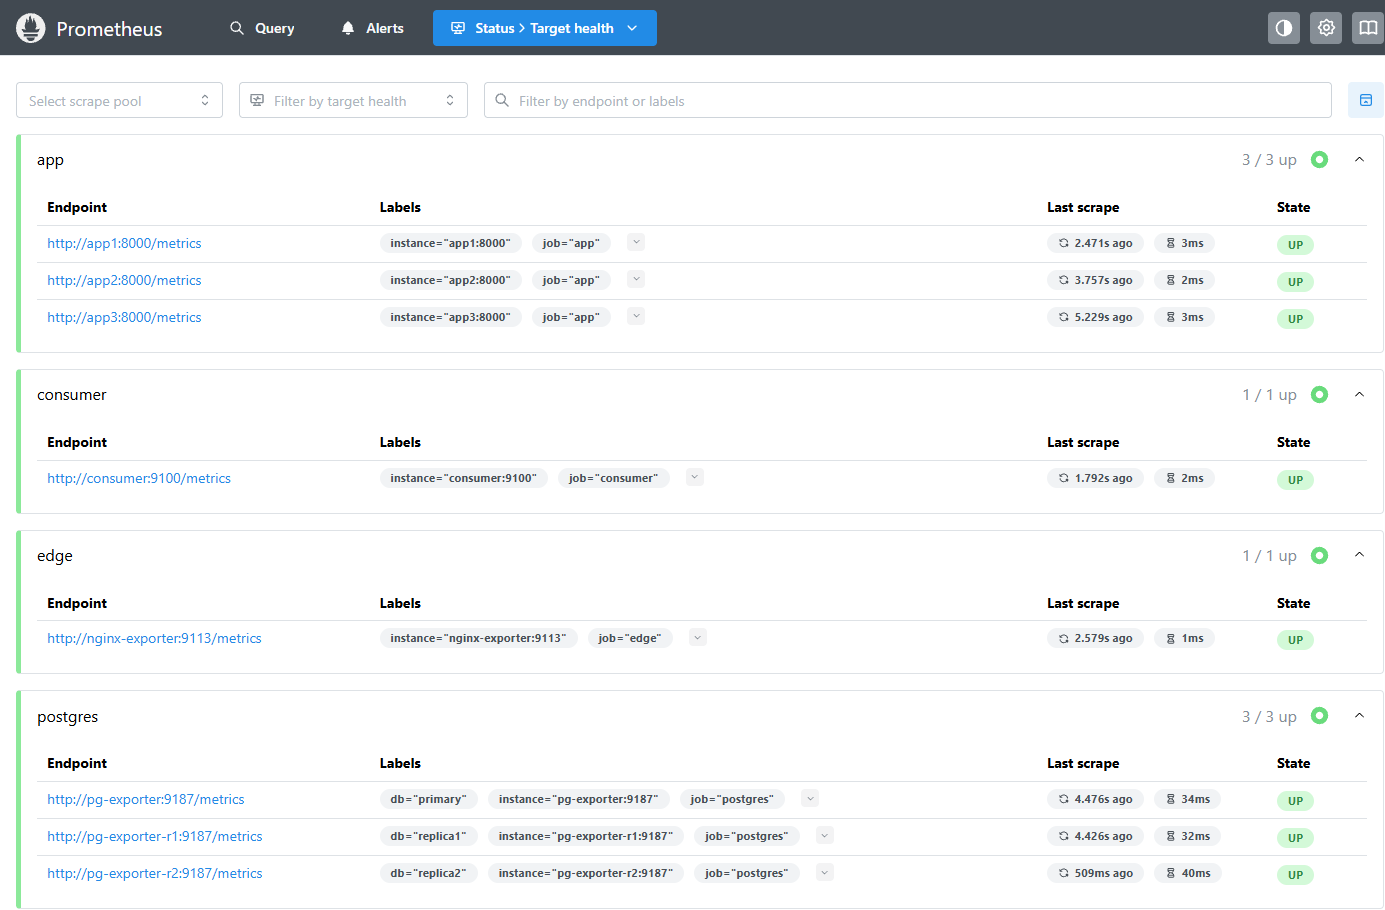 Prometheus Query Alerts Status > Target health
Select scrape pool Filter by target health Filter by endpoint or labels
app 3 / 3 up
Endpoint Labels Last scrape State
http://app1:8000/metrics instance="app1:8000" job="app" 2.471s ago 3ms UP
http://app2:8000/metrics instance="app2:8000" job="app" 3.757s ago 2ms UP
http://app3:8000/metrics instance="app3:8000" job="app" 5.229s ago 3ms UP
consumer 1 / 1 up
Endpoint Labels Last scrape State
http://consumer:9100/metrics instance="consumer:9100" job="consumer" 1.792s ago 2ms UP
edge 1 / 1 up
Endpoint Labels Last scrape State
http://nginx-exporter:9113/metrics instance="nginx-exporter:9113" job="edge" 2.579s ago 1ms UP
postgres 3 / 3 up
Endpoint Labels Last scrape State
http://pg-exporter:9187/metrics db="primary" instance="pg-exporter:9187" job="postgres" 4.476s ago 34ms UP
http://pg-exporter-r1:9187/metrics db="replica1" instance="pg-exporter-r1:9187" job="postgres" 4.426s ago 32ms UP
http://pg-exporter-r2:9187/metrics db="replica2" instance="pg-exporter-r2:9187" job="postgres" 509ms ago 40ms UP